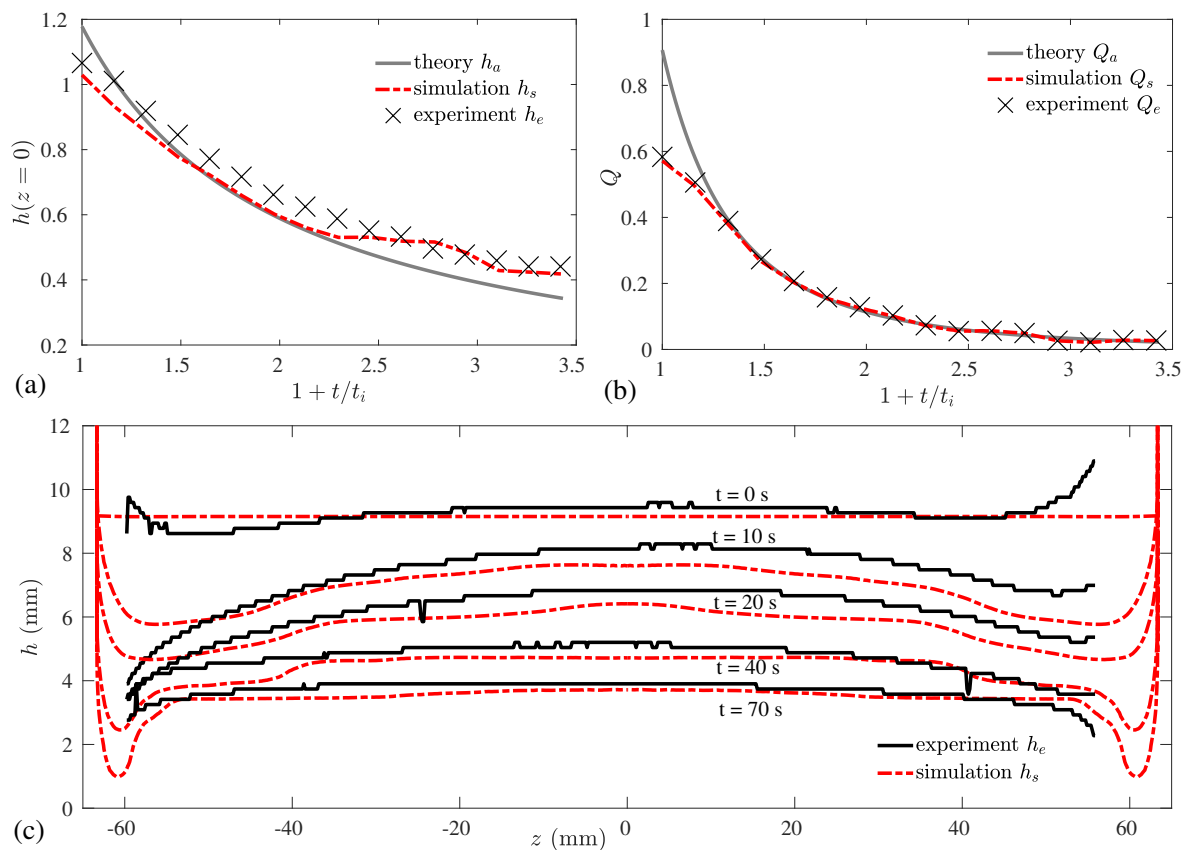 1.2
1
0.8
0.6
0.4
0.2
h(z = 0)
theory h_a
simulation h_s
experiment h_e
1 1.5 2 2.5 3 3.5
1 + t/t_i
(a)
1
0.8
0.6
0.4
0.2
0
Q
theory Q_a
simulation Q_s
experiment Q_e
1 1.5 2 2.5 3 3.5
1 + t/t_i
(b)
12
10
8
6
4
2
0
h (mm)
t = 0 s
t = 10 s
t = 20 s
t = 40 s
t = 70 s
experiment h_e
simulation h_s
-60 -40 -20 0 20 40 60
z (mm)
(c)